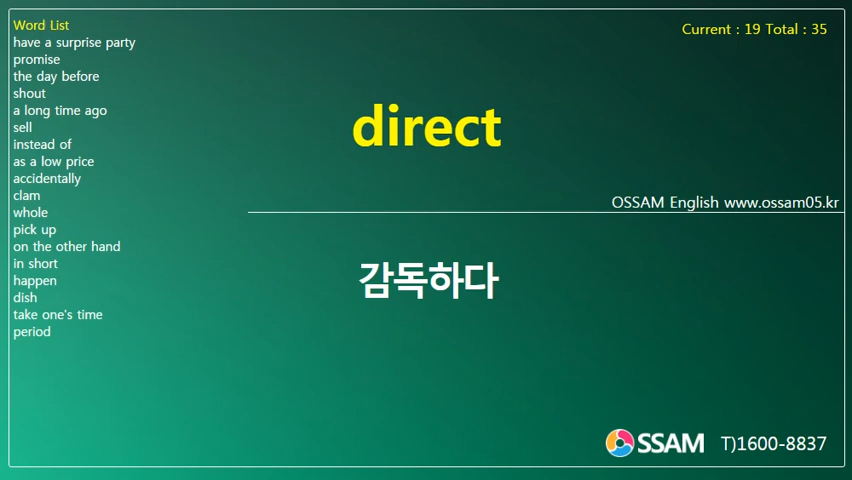 Word List
have a surprise party
promise
the day before
shout
a long time ago
sell
instead of
as a low price
accidentally
clam
whole
pick up
on the other hand
in short
happen
dish
take one's time
period
Current : 19 Total : 35
direct
OSSAM English www.ossam05.kr
감독하다
OSSAM T)1600-8837